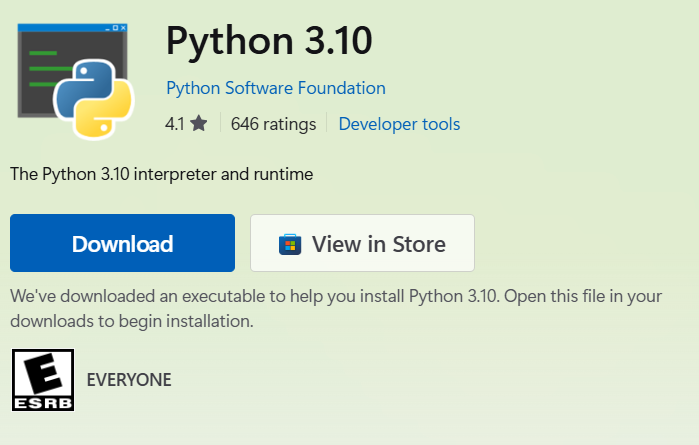 Python 3.10
Python Software Foundation
4.1 646 ratings Developer tools
The Python 3.10 interpreter and runtime
Download View in Store
We've downloaded an executable to help you install Python 3.10. Open this file in your
downloads to begin installation.
E
ESRB
EVERYONE